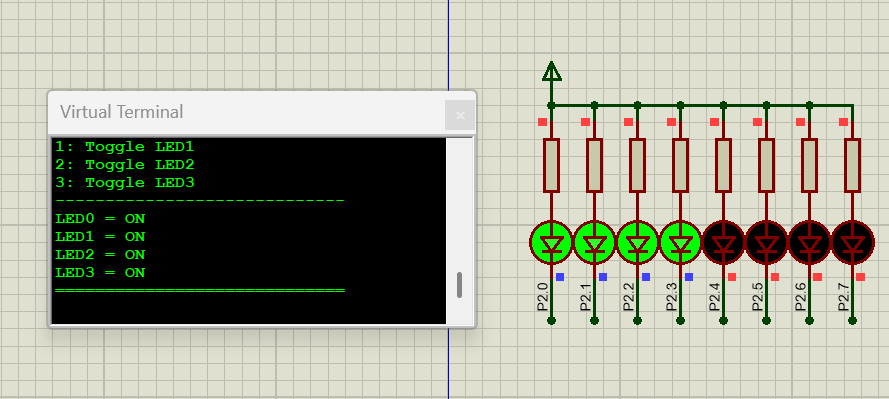 Virtual Terminal
1: Toggle LED1
2: Toggle LED2
3: Toggle LED3
-----------------------------
LED0 = ON
LED1 = ON
LED2 = ON
LED3 = ON
=============================
P2.0
P2.1
P2.2
P2.3
P2.4
P2.5
P2.6
P2.7